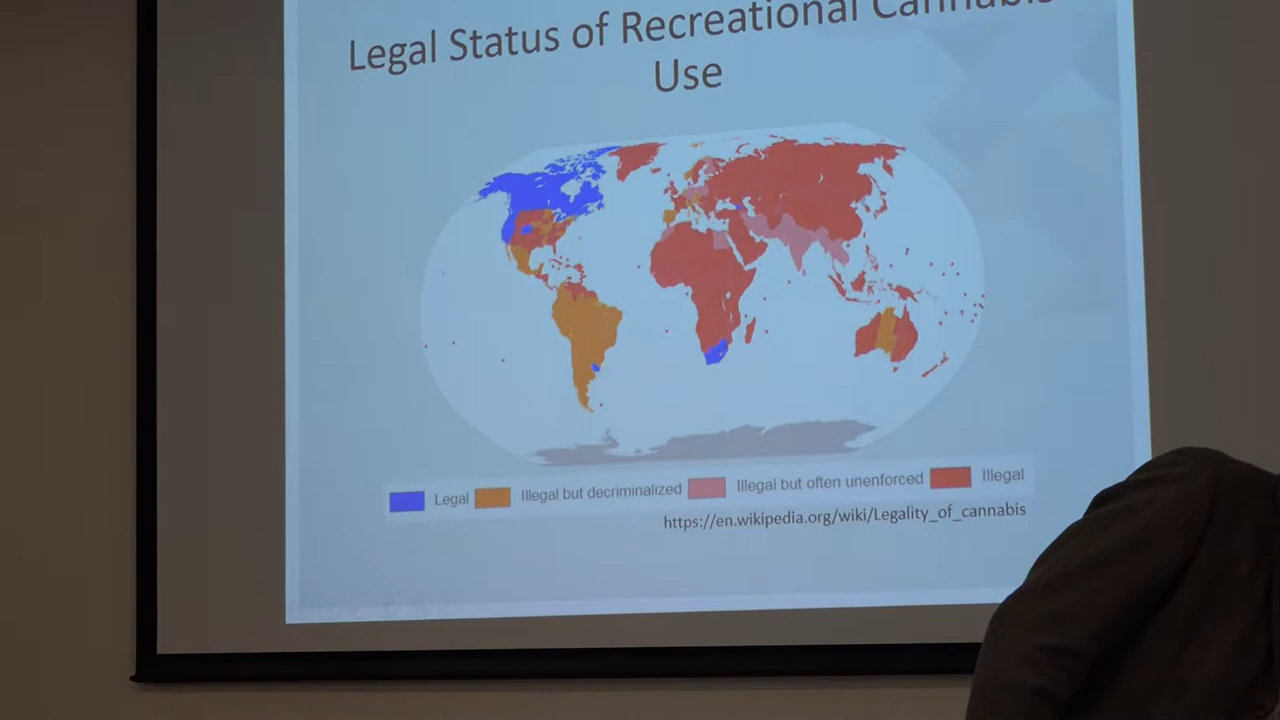 Legal Status of Recreational Cannabis
Use
Legal Illegal but decriminalized Illegal but often unenforced Illegal
https://en.wikipedia.org/wiki/Legality_of_cannabis